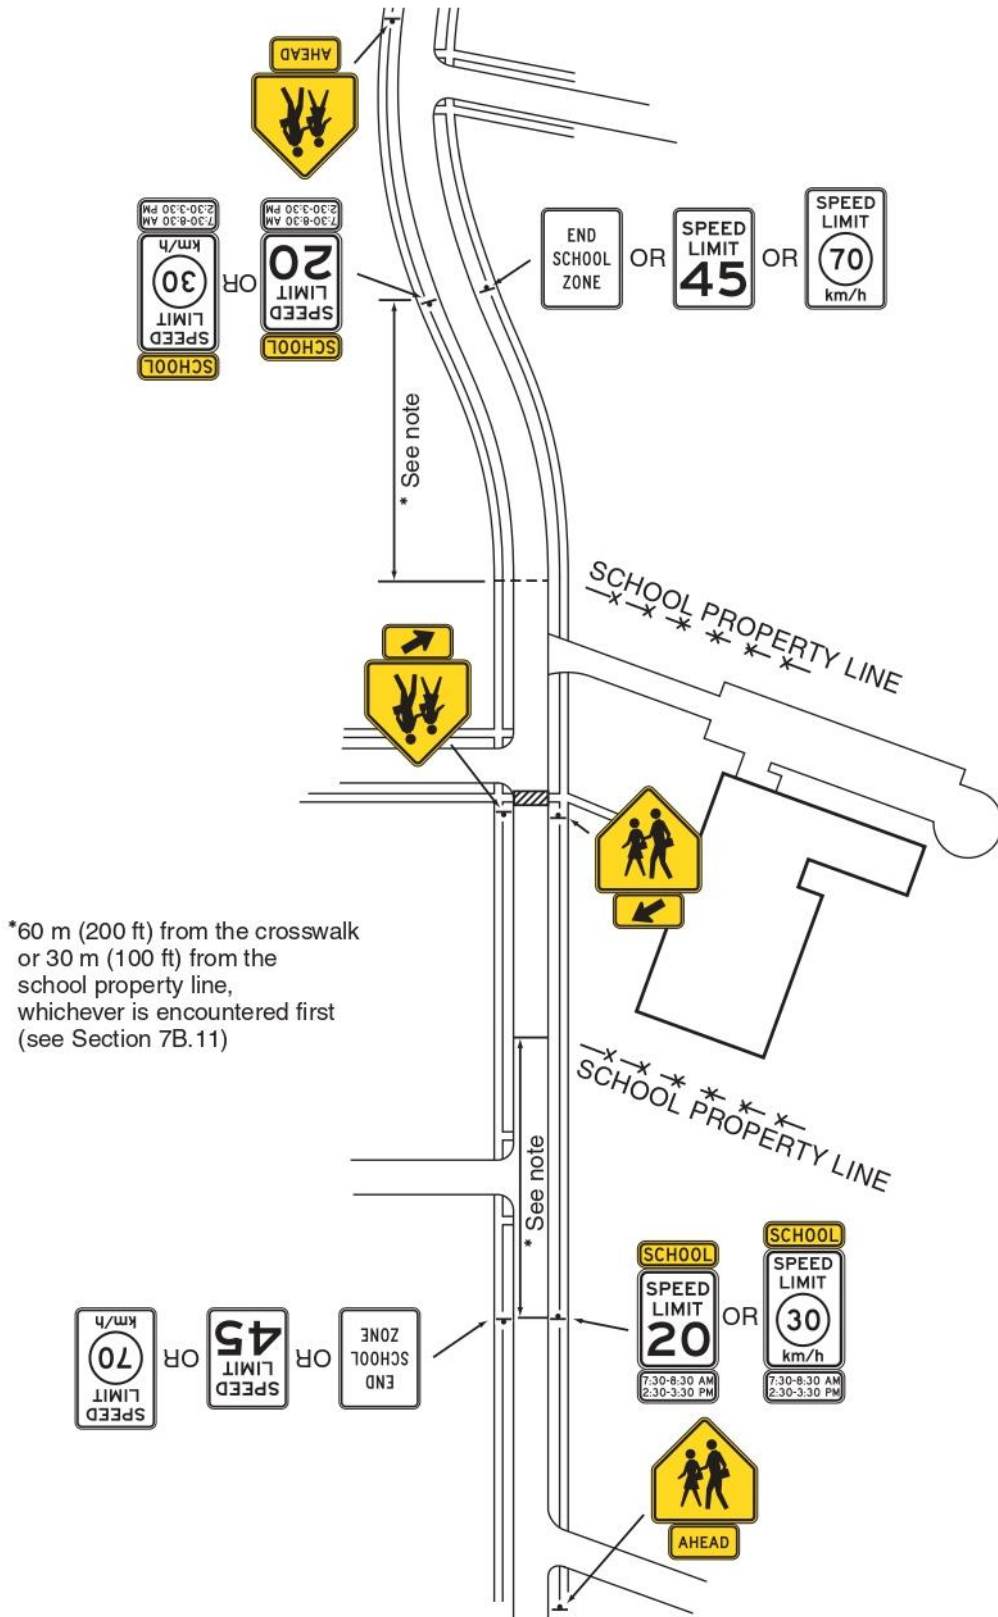 AHEAD
7:30-8:30 AM
2:30-3:30 PM
SPEED
LIMIT
30
km/h
SCHOOL
OR
7:30-8:30 AM
2:30-3:30 PM
SPEED
LIMIT
20
SCHOOL
END
SCHOOL
ZONE
OR
SPEED
LIMIT
45
OR
SPEED
LIMIT
70
km/h
* See note
SCHOOL PROPERTY LINE
*60 m (200 ft) from the crosswalk
or 30 m (100 ft) from the
school property line,
whichever is encountered first
(see Section 7B.11)
SCHOOL PROPERTY LINE
* See note
SPEED
LIMIT
70
km/h
OR
SPEED
LIMIT
45
OR
END
SCHOOL
ZONE
SCHOOL
SPEED
LIMIT
20
7:30-8:30 AM
2:30-3:30 PM
OR
SCHOOL
SPEED
LIMIT
30
km/h
7:30-8:30 AM
2:30-3:30 PM
AHEAD